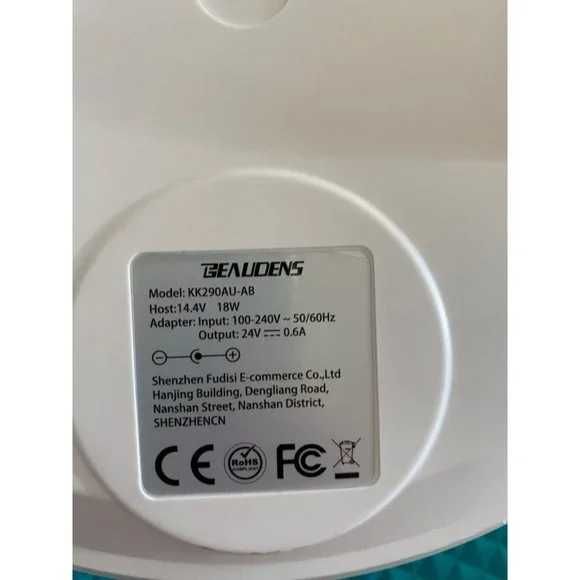 BEAUDENS
Model: KK290AU-AB
Host:14.4V 18W
Adapter: Input: 100-240V ~ 50/60Hz
Output: 24V ⎓ 0.6A
Shenzhen Fudisi E-commerce Co.,Ltd
Hanjing Building, Dengliang Road,
Nanshan Street, Nanshan District,
SHENZHENCN
CE RoHS COMPLIANT FC